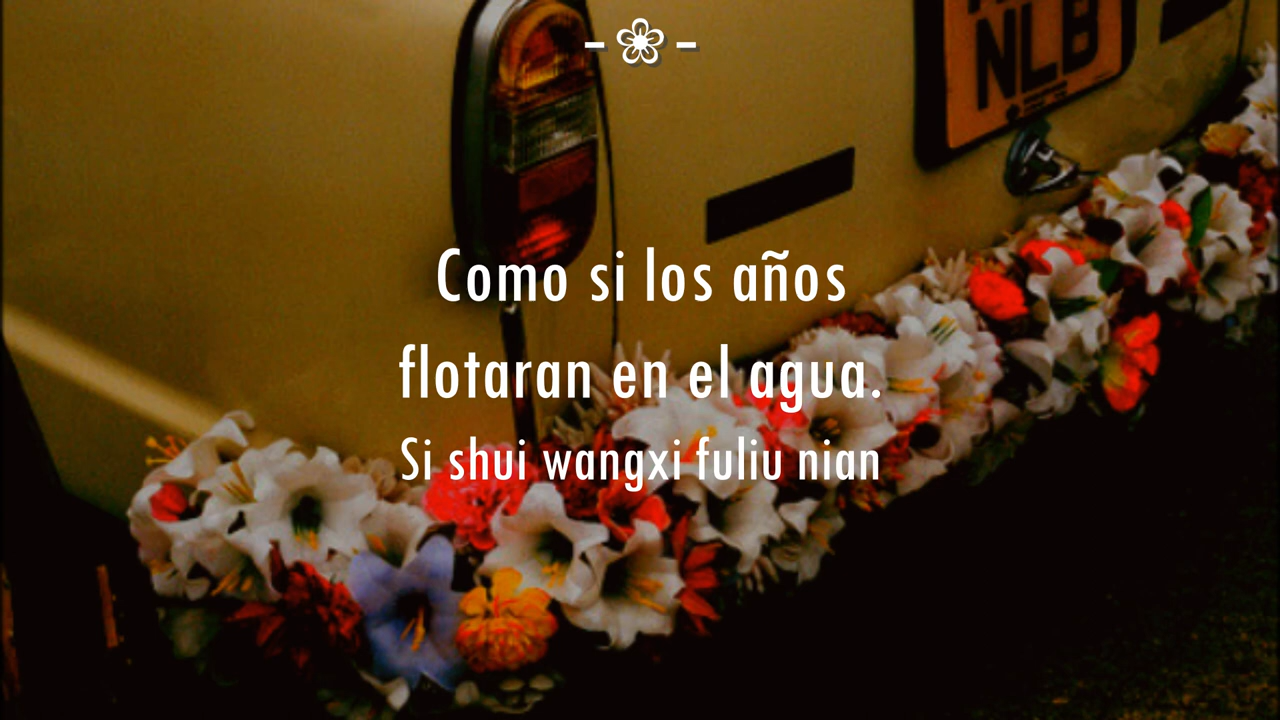 NLB
Como si los años
flotaran en el agua.
Si shui wangxi fuliu nian